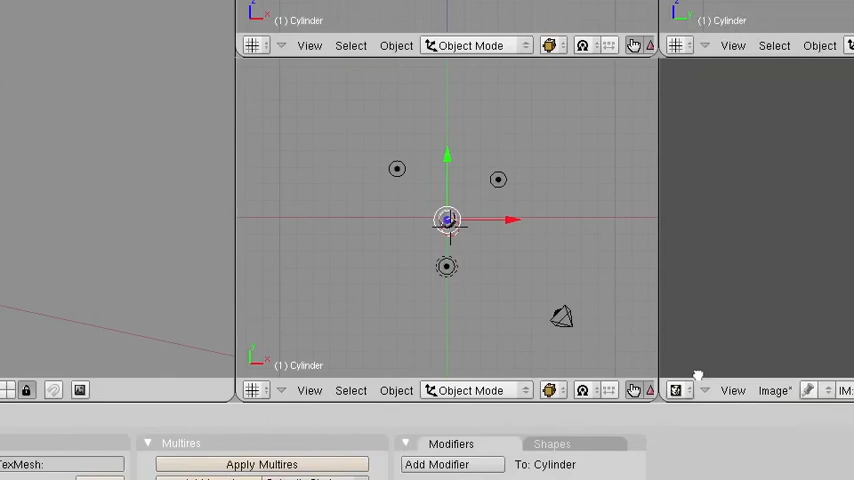 z x (1) Cylinder
z y (1) Cylinder
View Select Object Object Mode
View Select Object
y x (1) Cylinder
View Select Object Object Mode
View Image* IM:
TexMesh:
Multires
Apply Multires
Modifiers Shapes
Add Modifier To: Cylinder